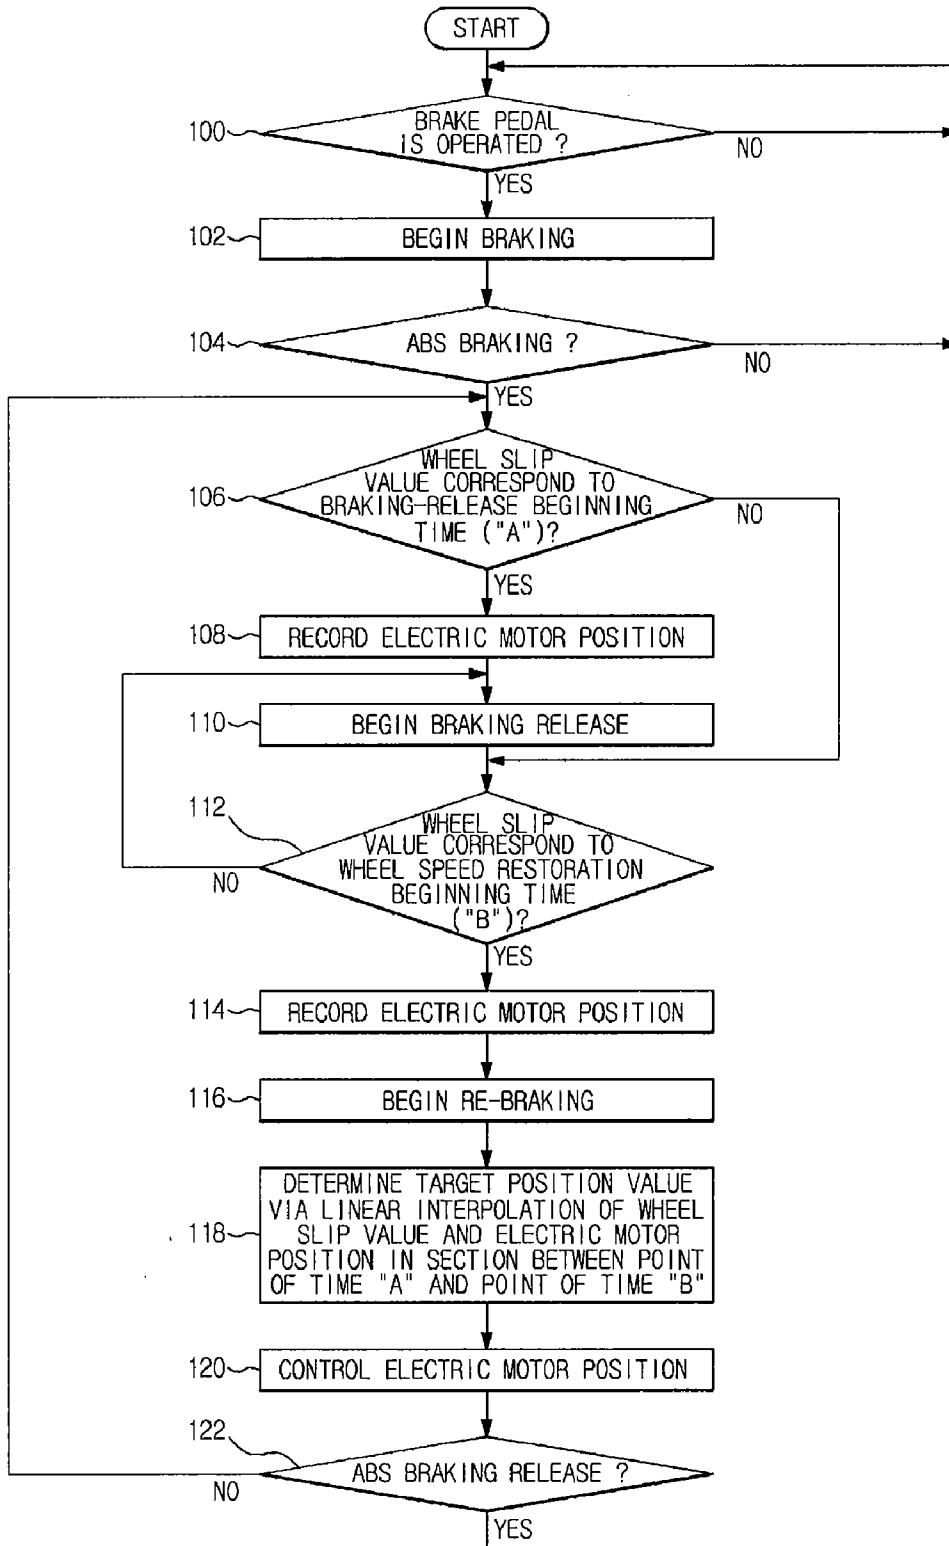 START
100
BRAKE PEDAL
IS OPERATED ?
NO
YES
102
BEGIN BRAKING
104
ABS BRAKING ?
NO
YES
106
WHEEL SLIP
VALUE CORRESPOND TO
BRAKING-RELEASE BEGINNING
TIME ("A")?
NO
YES
108
RECORD ELECTRIC MOTOR POSITION
110
BEGIN BRAKING RELEASE
112
WHEEL SLIP
VALUE CORRESPOND TO
WHEEL SPEED RESTORATION
BEGINNING TIME
("B")?
NO
YES
114
RECORD ELECTRIC MOTOR POSITION
116
BEGIN RE-BRAKING
118
DETERMINE TARGET POSITION VALUE
VIA LINEAR INTERPOLATION OF WHEEL
SLIP VALUE AND ELECTRIC MOTOR
POSITION IN SECTION BETWEEN POINT
OF TIME "A" AND POINT OF TIME "B"
120
CONTROL ELECTRIC MOTOR POSITION
122
ABS BRAKING RELEASE ?
NO
YES